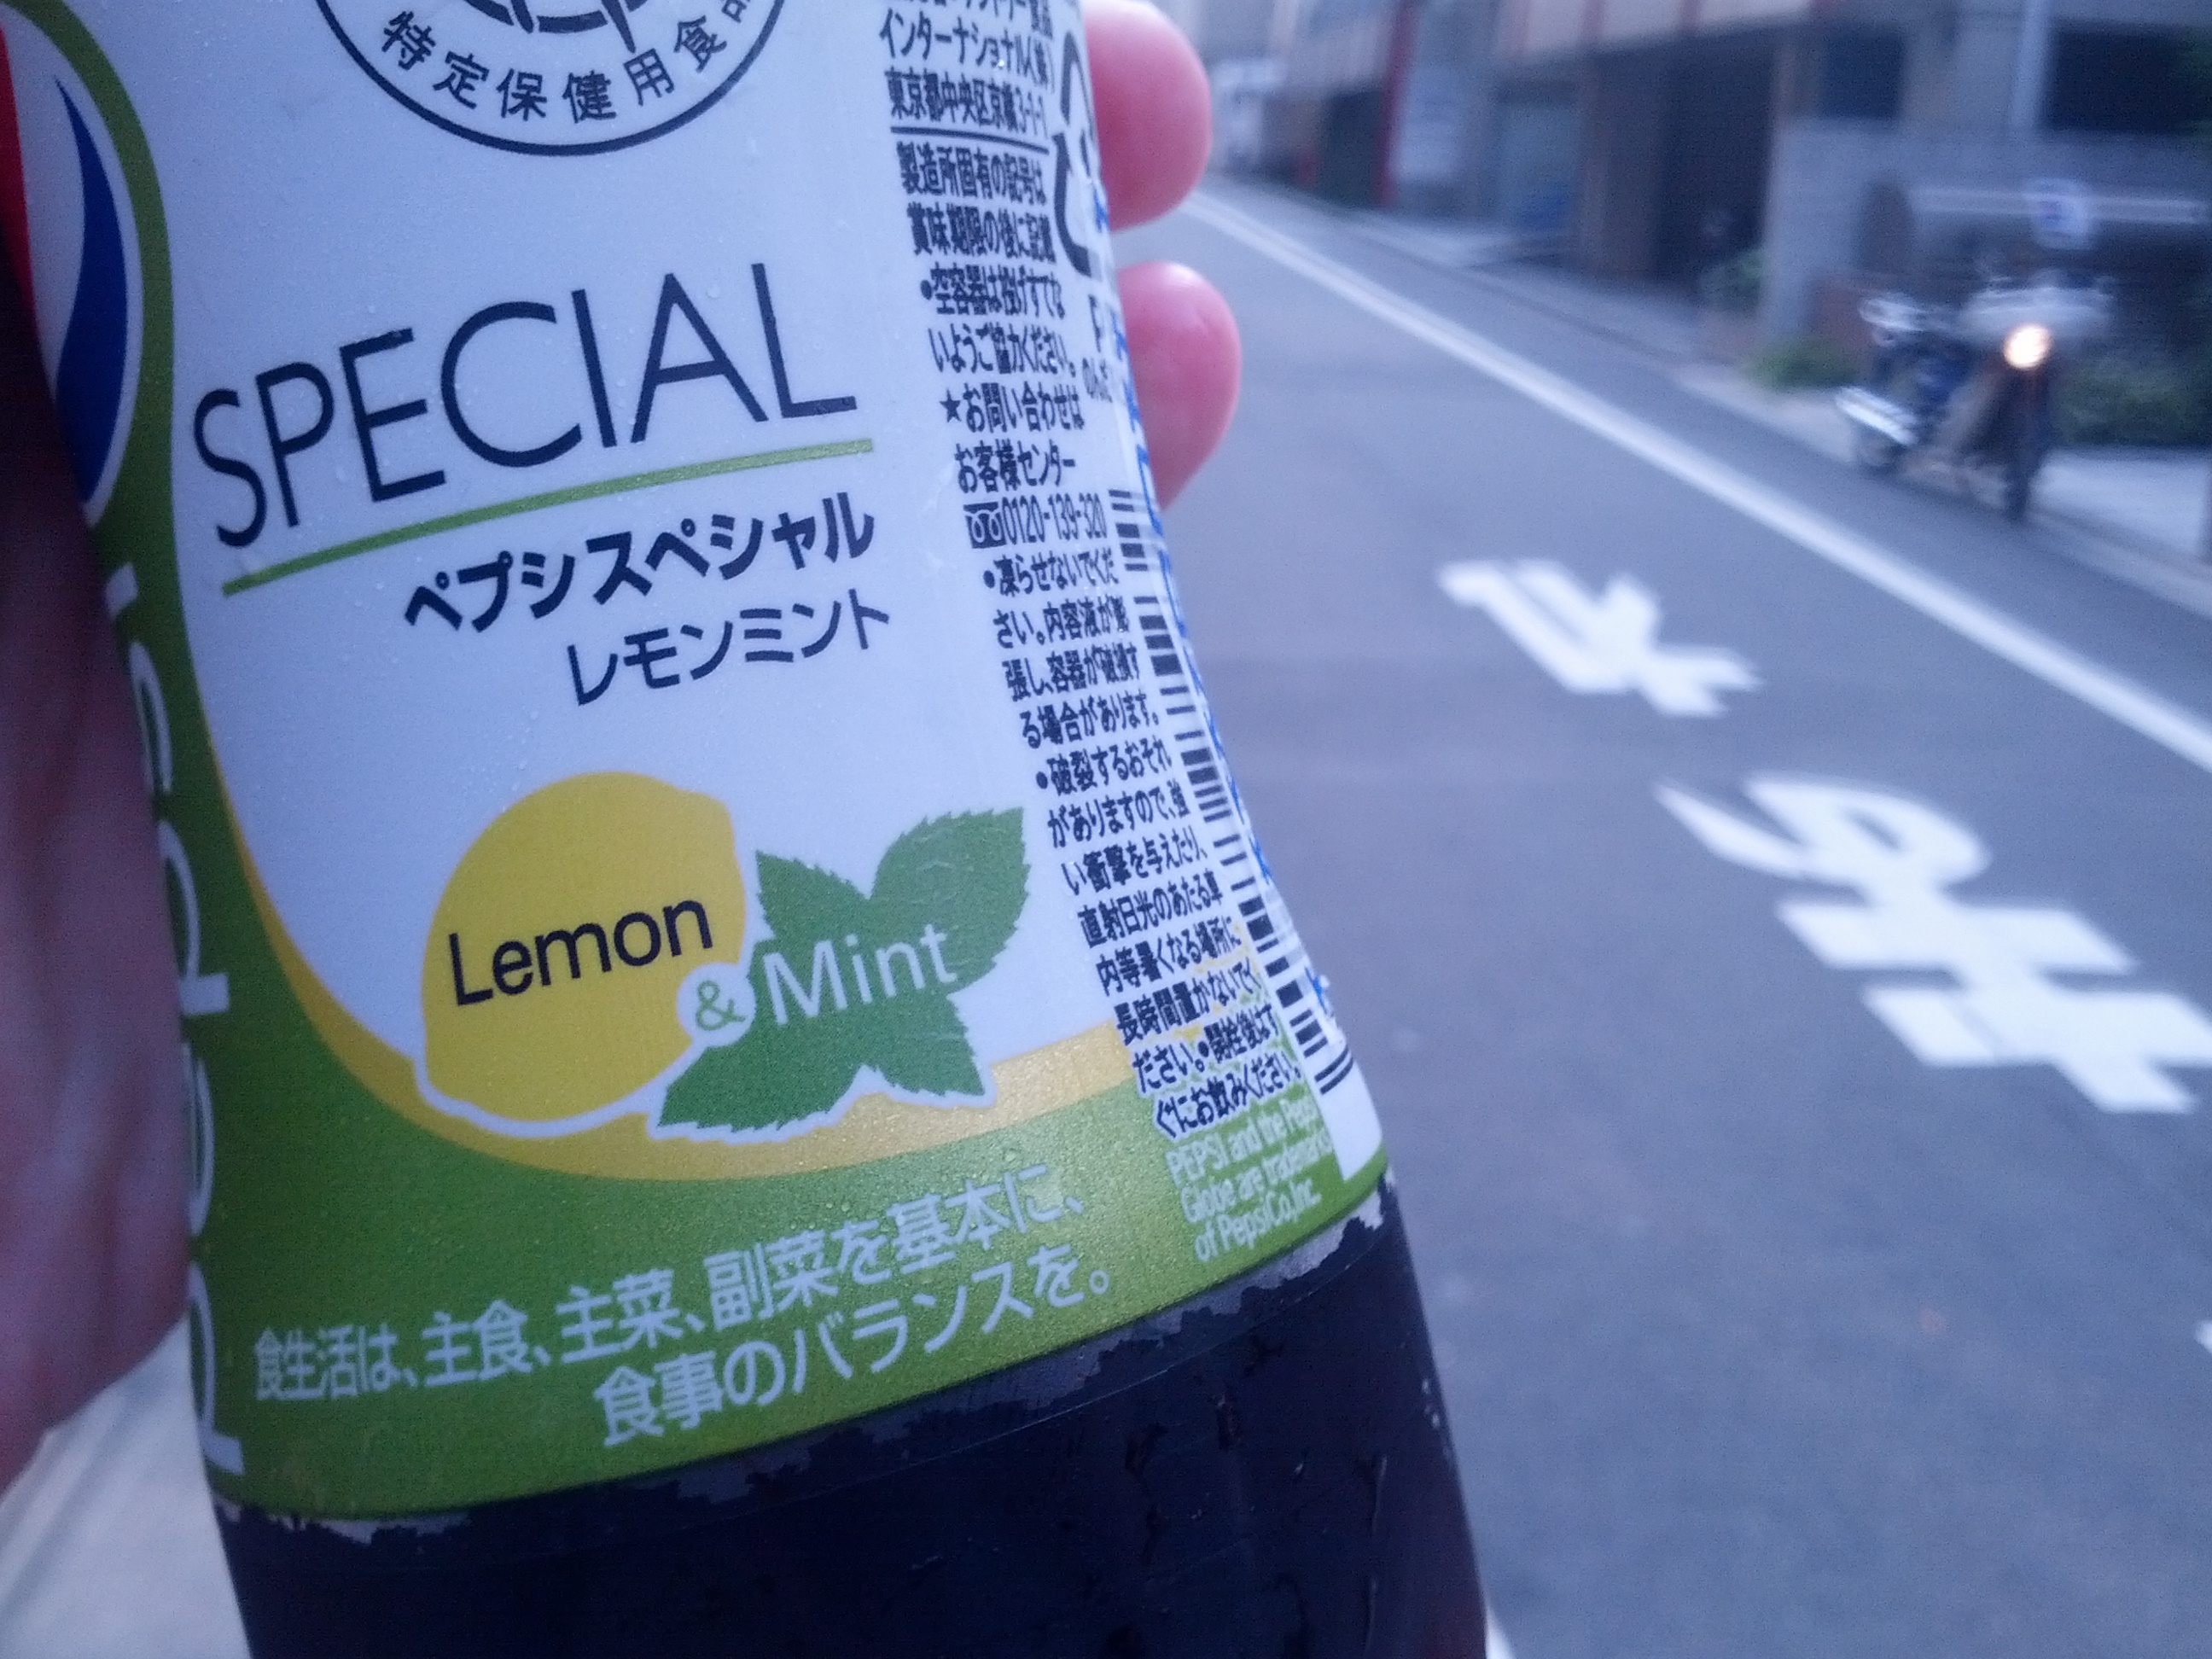 特定保健用食品
pepsi
SPECIAL
ペプシ スペシャル
レモンミント
Lemon
&
Mint
食生活は、主食、主菜、副菜を基本に、
食事のバランスを。
インターナショナル(株)
東京都中央区京橋3-1-1
製造所固有の記号は
賞味期限の後に記載
•空容器は投げすてな
いようご協力ください。
★お問い合わせは
お客様センター
0120-139-320
•凍らせないでくだ
さい。内容液が膨
張し、容器が破損す
る場合があります。
•破裂するおそれ
がありますので、強
い衝撃を与えたり、
直射日光のあたる車
内等暑くなる場所に
長時間置かないでく
ださい。•開栓後はす
ぐにお飲みください。
PEPSI and the Pepsi
Globe are trademarks
of PepsiCo, Inc.